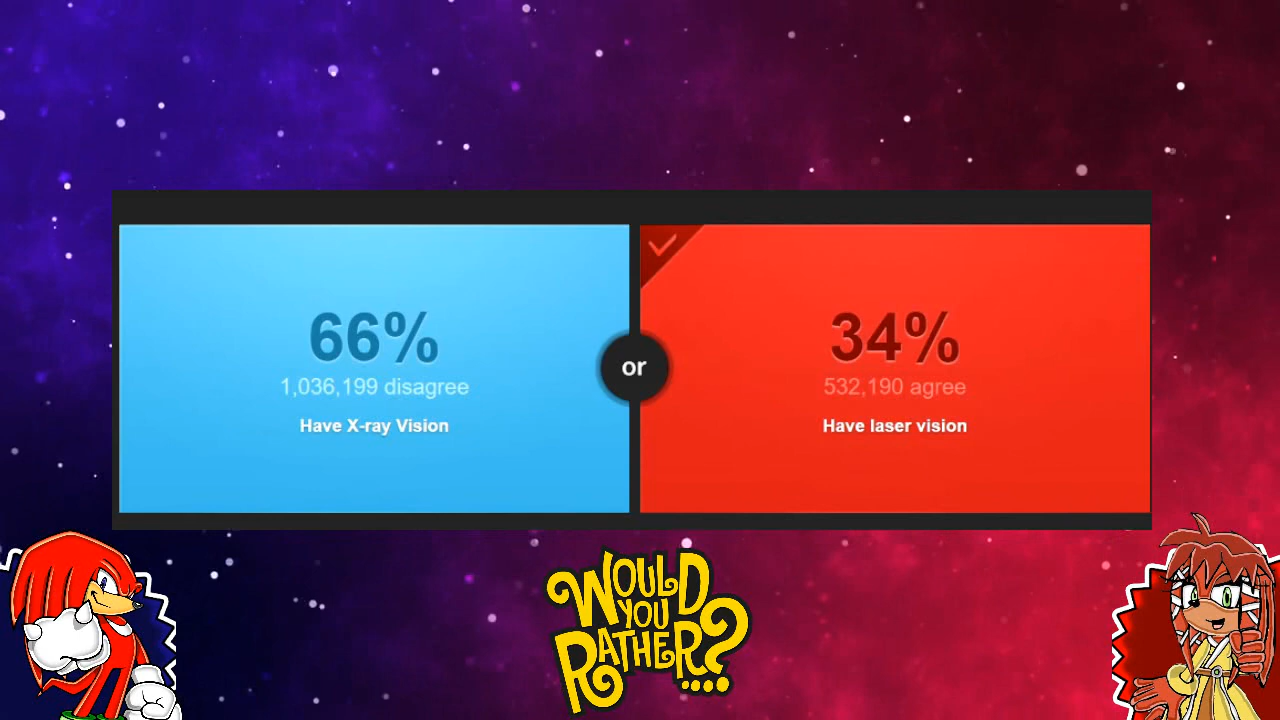 66%
1,036,199 disagree
Have X-ray Vision
or
34%
532,190 agree
Have laser vision
WOULD
YOU
RATHER?....